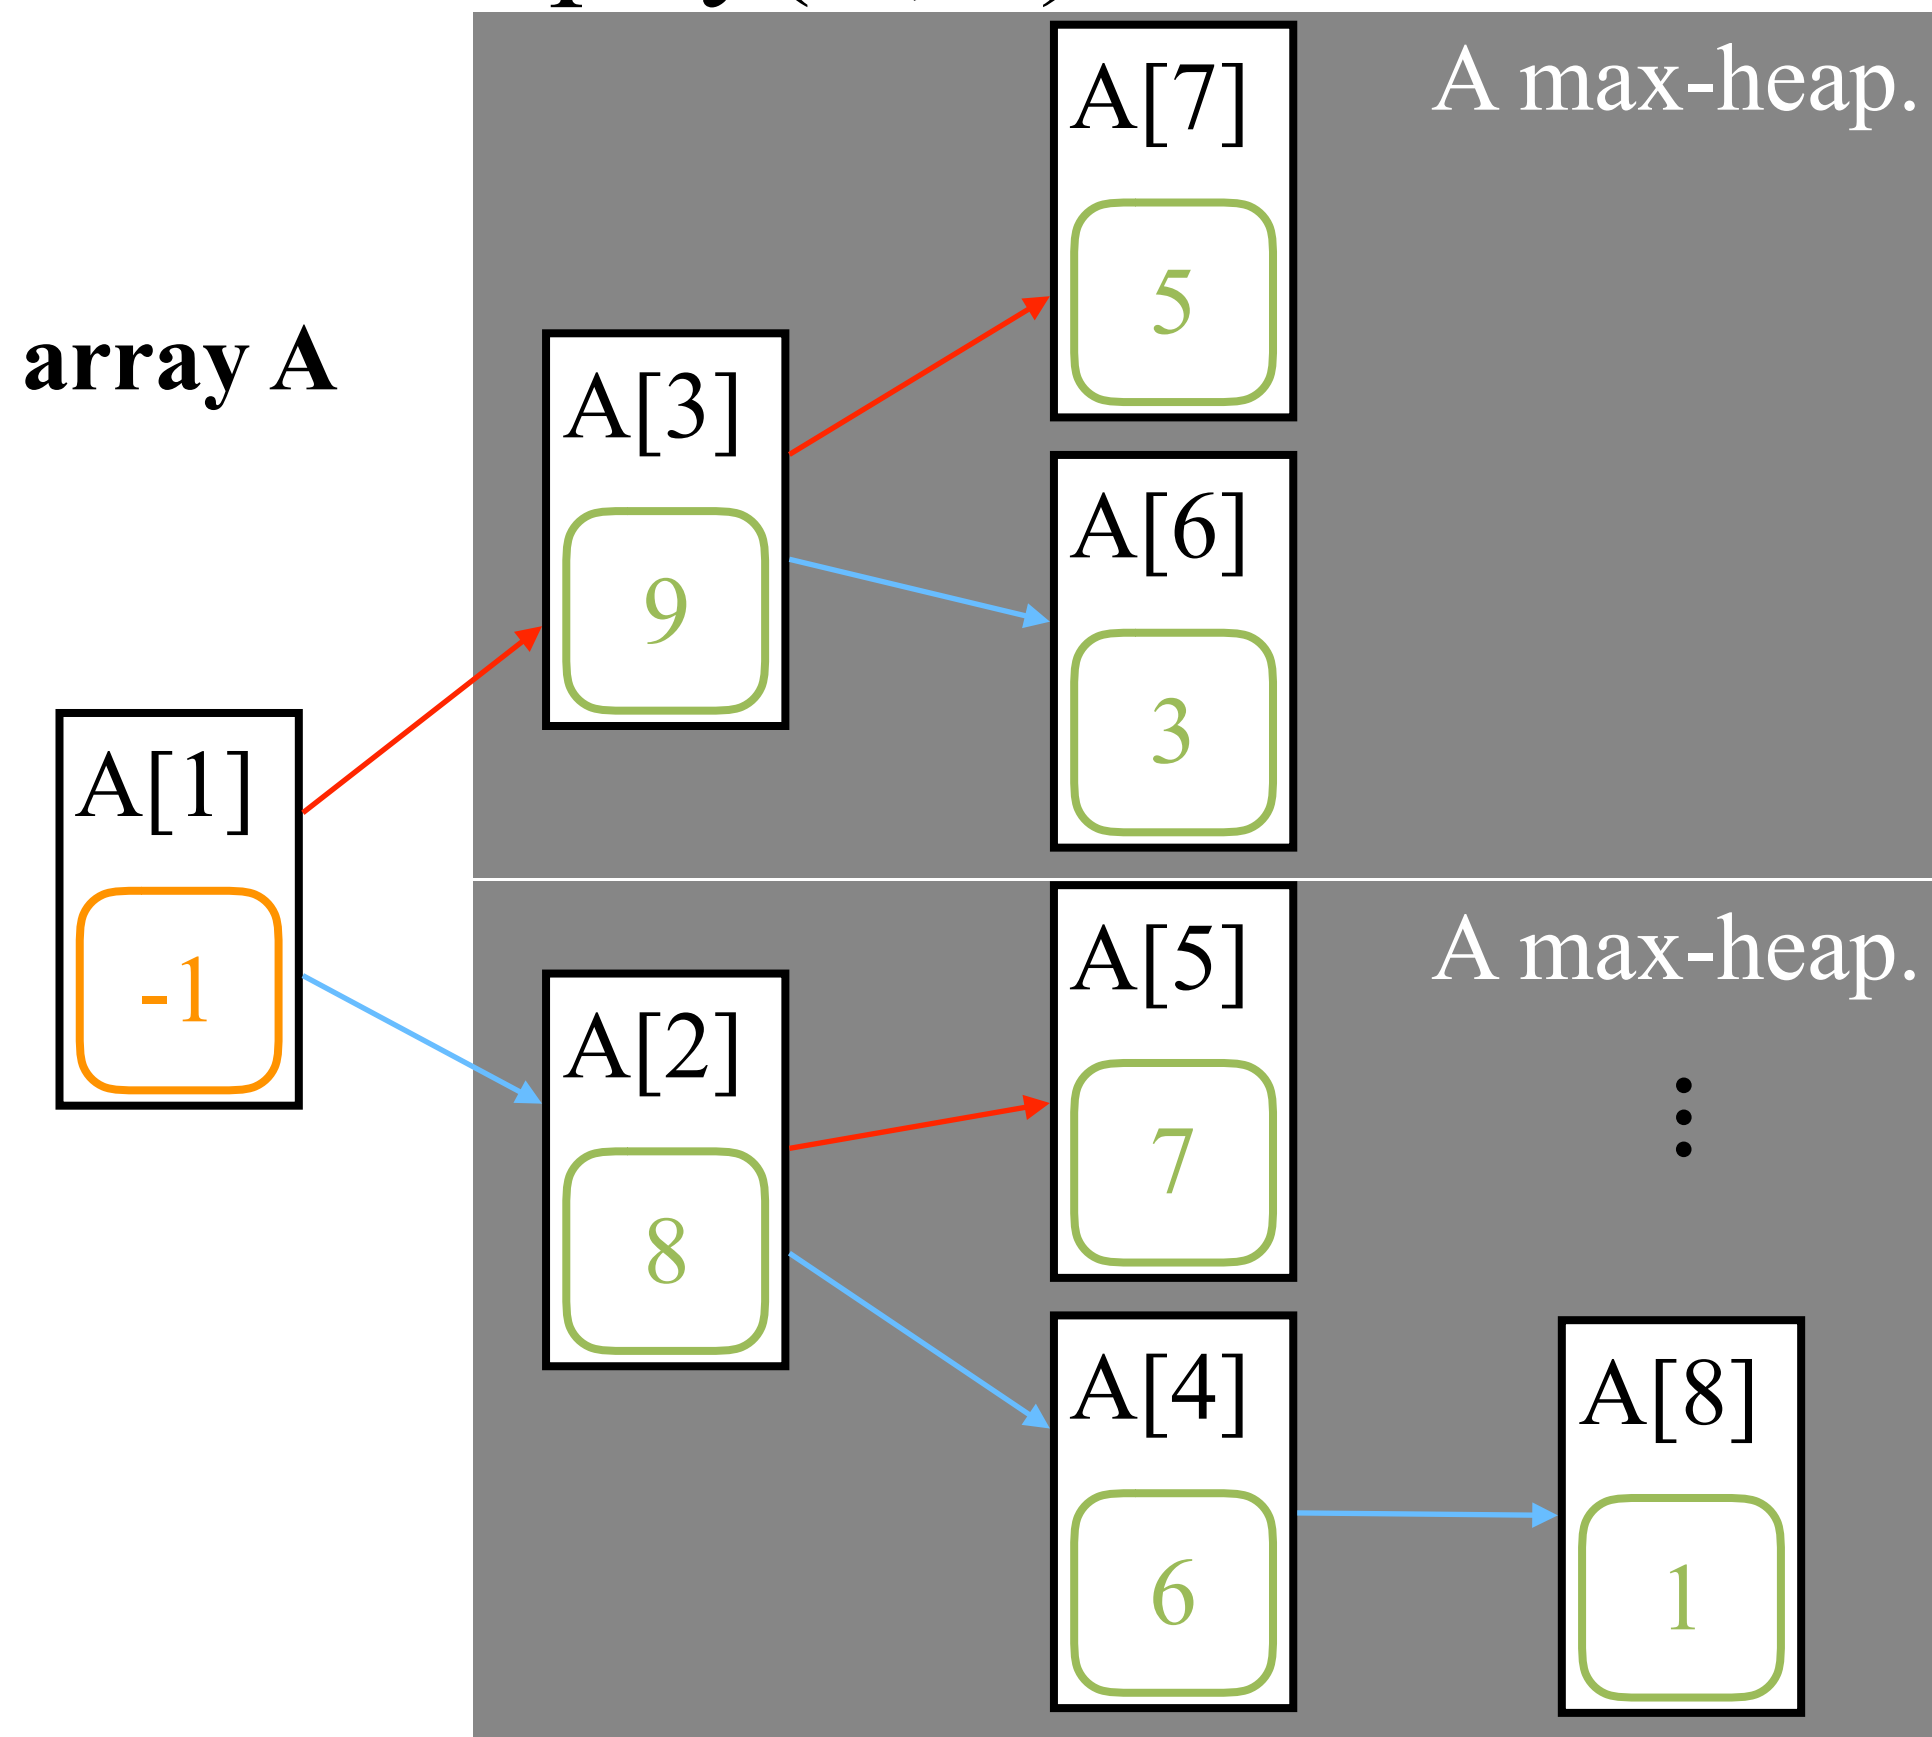 A[7]
A max-heap.
5
array A
A[3]
9
A[6]
3
A[1]
-1
A[5]
A max-heap.
7
A[2]
8
A[4]
6
A[8]
1